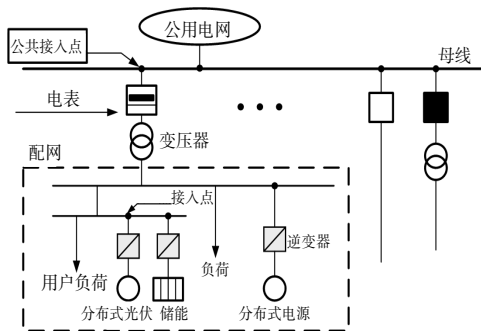 公用电网
公共接入点
母线
电表
变压器
配网
接入点
逆变器
用户负荷
负荷
分布式光伏
储能
分布式电源